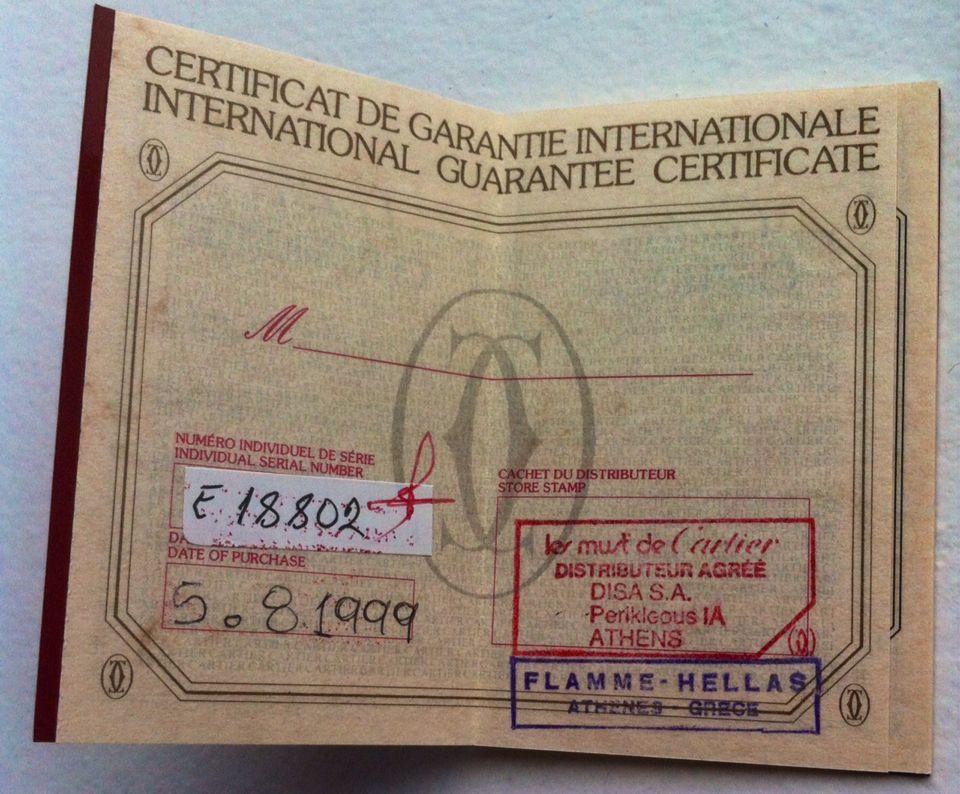 CERTIFICAT DE GARANTIE INTERNATIONALE
INTERNATIONAL GUARANTEE CERTIFICATE
M
NUMÉRO INDIVIDUEL DE SÉRIE
INDIVIDUAL SERIAL NUMBER
E 18802
DATE OF PURCHASE
5.8.1999
CACHET DU DISTRIBUTEUR
STORE STAMP
les must de Cartier
DISTRIBUTEUR AGRÉÉ
DISA S.A.
Perikleous 1A
ATHENS
FLAMME-HELLAS
ATHENES - GRECE